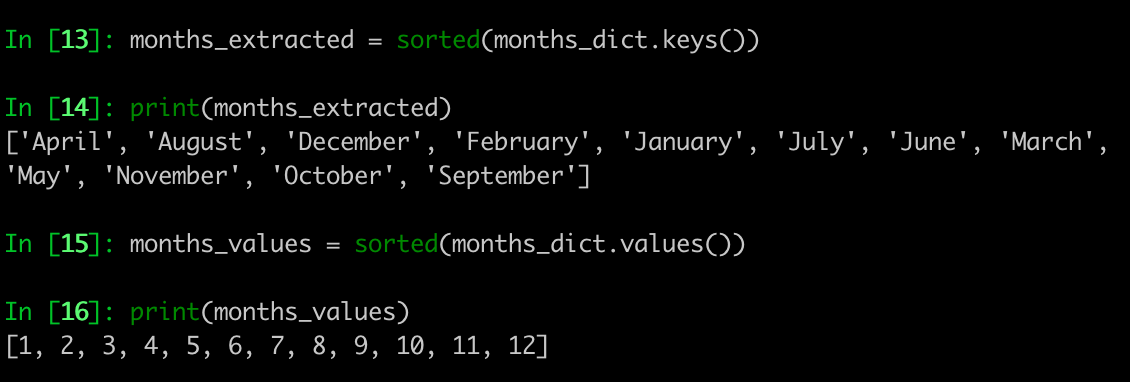 In [13]: months_extracted = sorted(months_dict.keys())
In [14]: print(months_extracted)
['April', 'August', 'December', 'February', 'January', 'July', 'June', 'March',
'May', 'November', 'October', 'September']
In [15]: months_values = sorted(months_dict.values())
In [16]: print(months_values)
[1, 2, 3, 4, 5, 6, 7, 8, 9, 10, 11, 12]